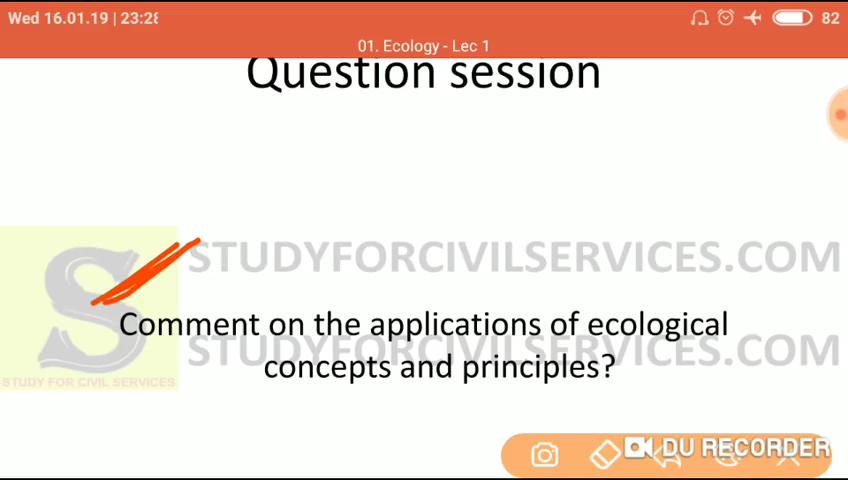 Wed 16.01.19 | 23:28
82
01. Ecology - Lec 1
Question session
STUDYFORCIVILSERVICES.COM
Comment on the applications of ecological
STUDYFORCIVILSERVICES.COM
concepts and principles?
S
STUDY FOR CIVIL SERVICES
DU RECORDER